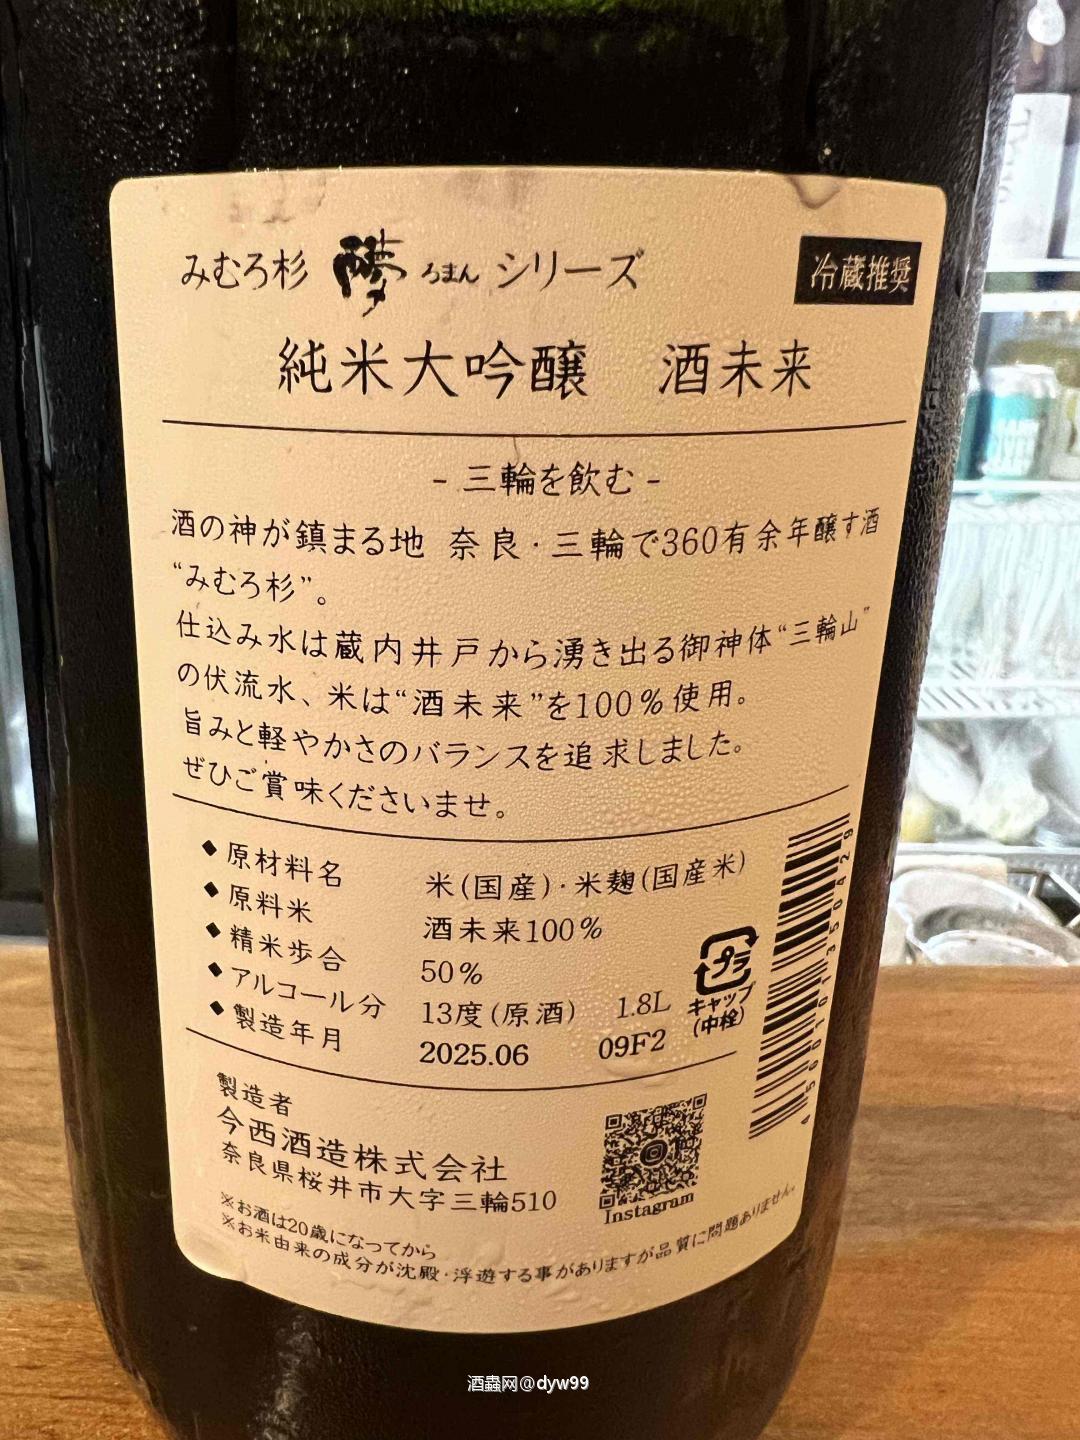 みむろ杉 ろまん シリーズ
冷蔵推奨
純米大吟醸 酒未来
- 三輪を飲む -
酒の神が鎮まる地 奈良・三輪で360有余年醸す酒
“みむろ杉”。
仕込み水は蔵内井戸から湧き出る御神体“三輪山”
の伏流水、米は“酒未来”を100%使用。
旨みと軽やかさのバランスを追求しました。
ぜひご賞味くださいませ。
◆原材料名 米(国産)・米麹(国産米)
◆原料米 酒未来100%
◆精米歩合 50%
◆アルコール分 13度(原酒) 1.8L
◆製造年月 2025.06 09F2
プラ
キャップ
(中栓)
4560101350429
製造者
今西酒造株式会社
奈良県桜井市大字三輪510
Instagram
※お酒は20歳になってから
※お米由来の成分が沈殿・浮遊する事がありますが品質に問題ありません。
酒蟲网@dyw99